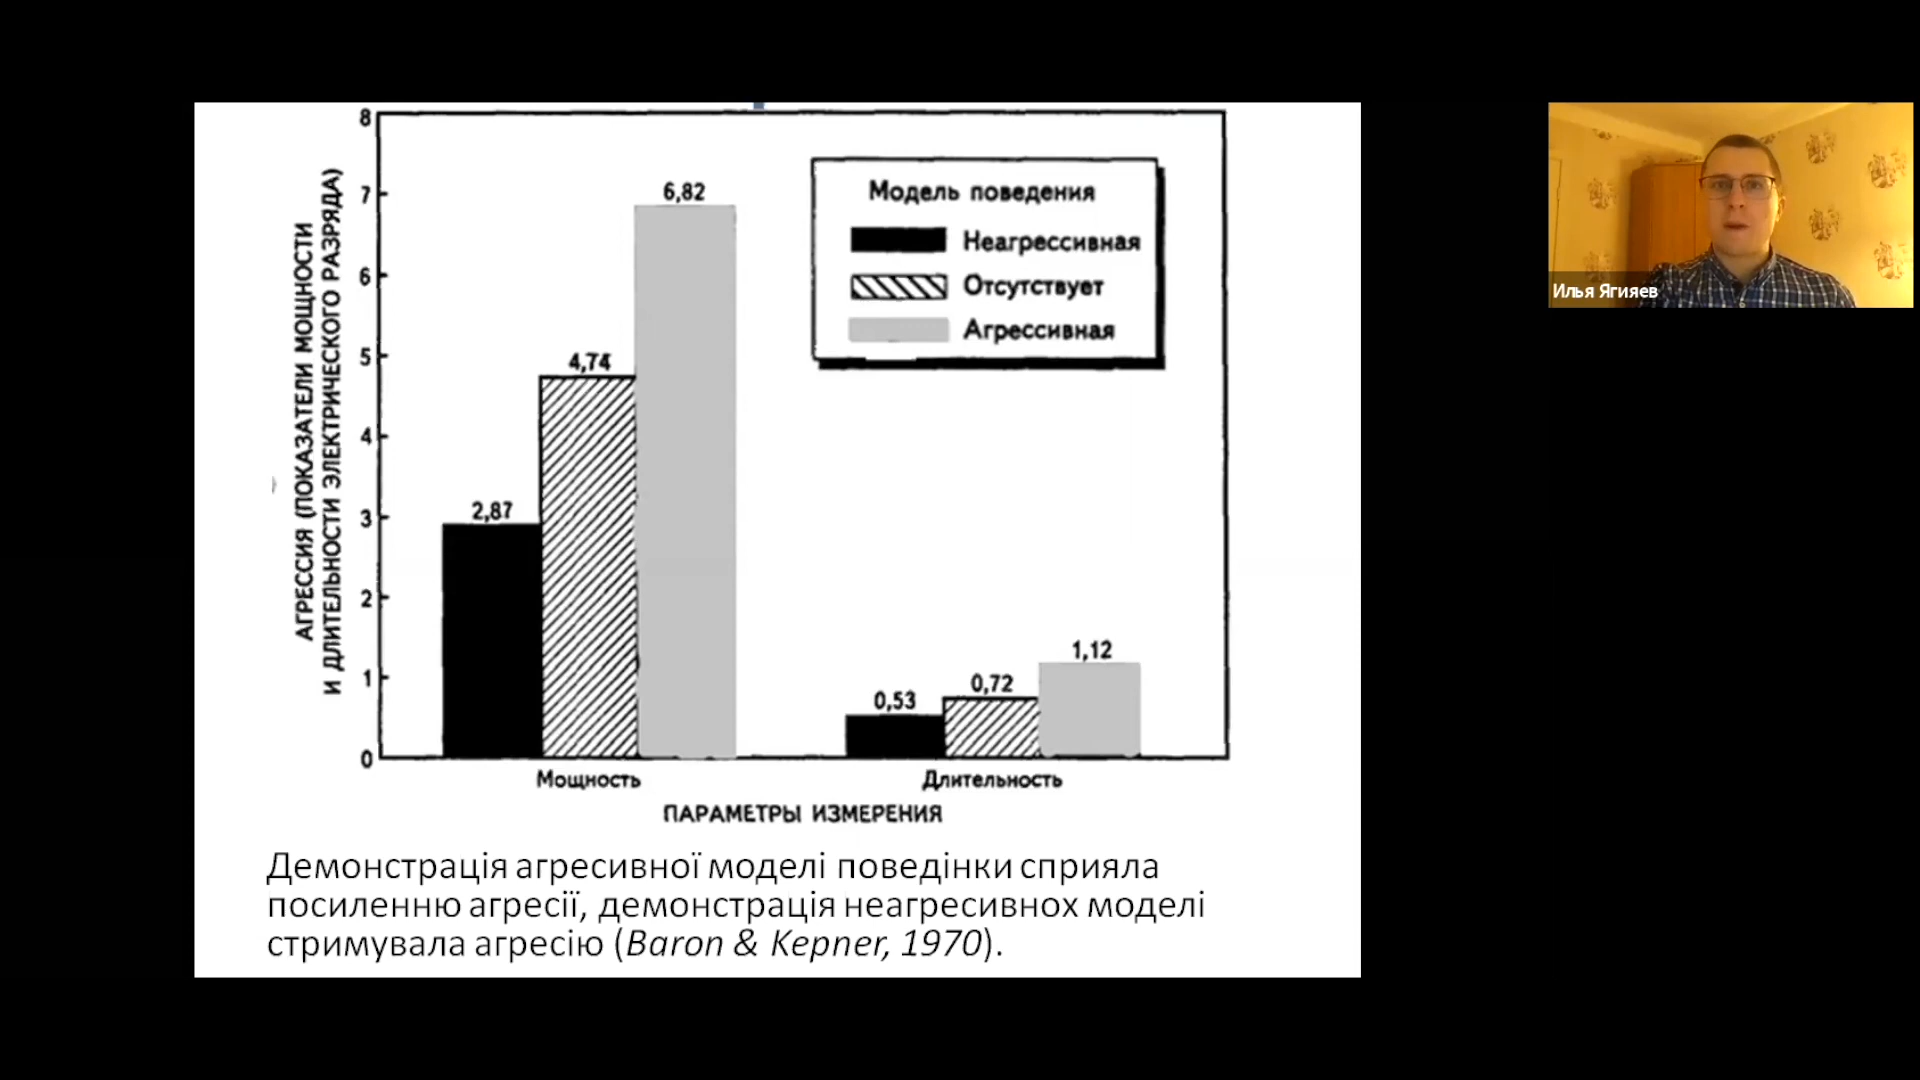 8
7
6
5
4
3
2
1
0
АГРЕССИЯ (ПОКАЗАТЕЛИ МОЩНОСТИ
И ДЛИТЕЛЬНОСТИ ЭЛЕКТРИЧЕСКОГО РАЗРЯДА)
2,87
4,74
6,82
0,53
0,72
1,12
Модель поведения
Неагрессивная
Отсутствует
Агрессивная
Мощность
Длительность
ПАРАМЕТРЫ ИЗМЕРЕНИЯ
Демонстрація агресивної моделі поведінки сприяла
посиленню агресії, демонстрація неагресивнох моделі
стримувала агресію (Baron & Kepner, 1970).
Илья Ягияев